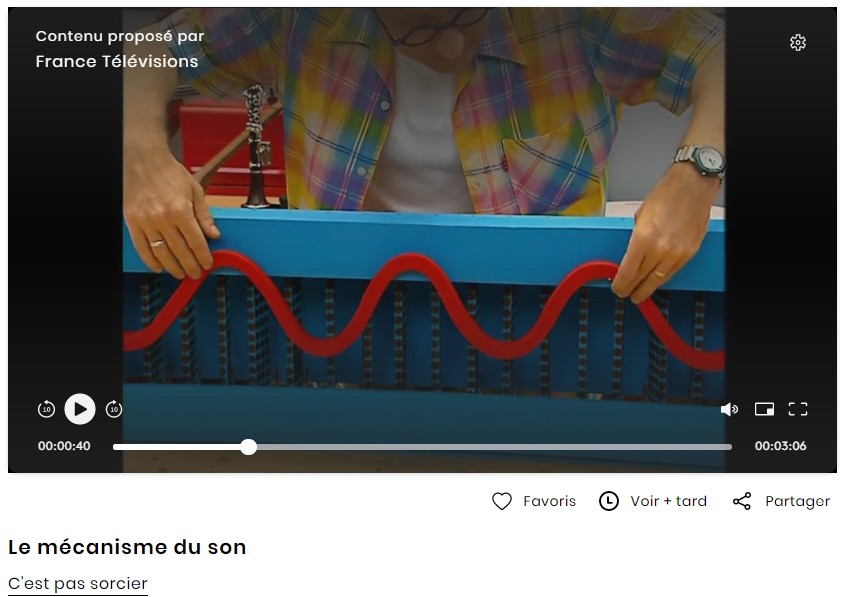 Contenu proposé par
France Télévisions
10
10
00:00:40
00:03:06
Favoris
Voir + tard
Partager
Le mécanisme du son
C'est pas sorcier